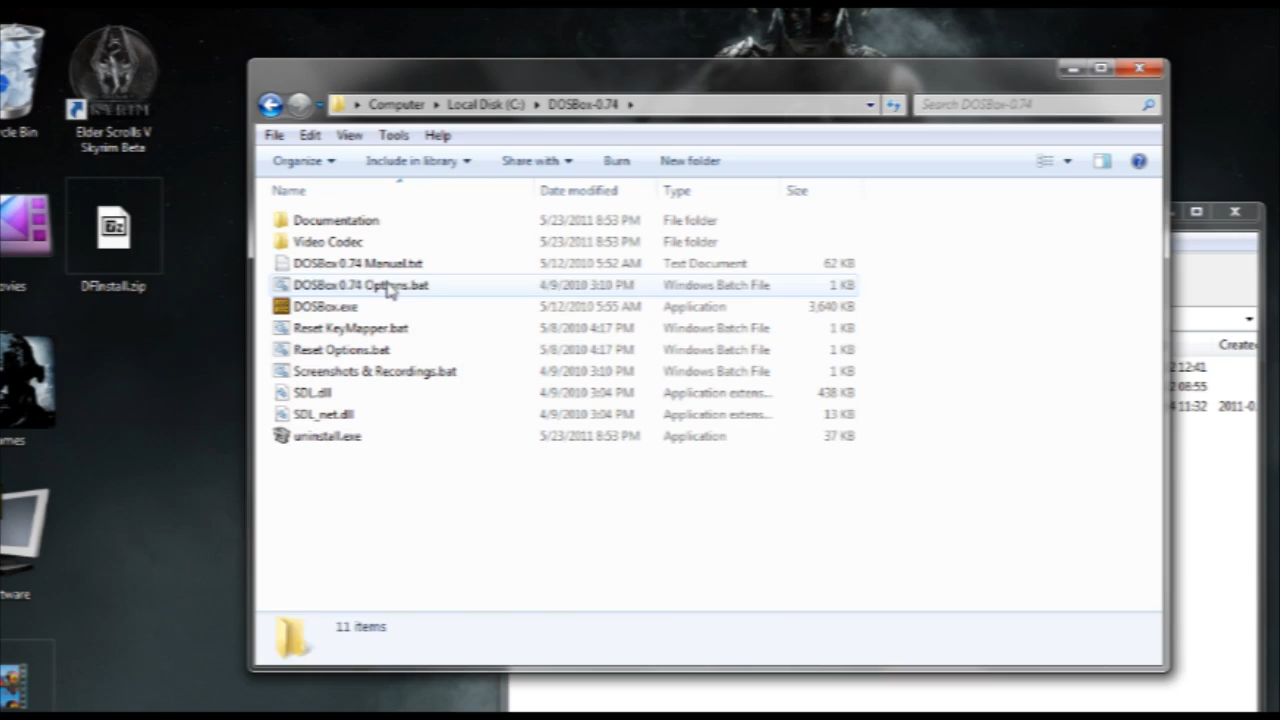 cle Bin
SKYRIM
Elder Scrolls V
Skyrim Beta
7z
ovies
DFInstall.zip
mes
tware
Computer Local Disk (C:) DOSBox-0.74
Search DOSBox-0.74
File Edit View Tools Help
Organize Include in library Share with Burn New folder
Name Date modified Type Size
Documentation 5/23/2011 8:53 PM File folder
Video Codec 5/23/2011 8:53 PM File folder
DOSBox 0.74 Manual.txt 5/12/2010 5:52 AM Text Document 62 KB
DOSBox 0.74 Options.bat 4/9/2010 3:10 PM Windows Batch File 1 KB
DOSBox.exe 5/12/2010 5:55 AM Application 3,640 KB
Reset KeyMapper.bat 5/8/2010 4:17 PM Windows Batch File 1 KB
Reset Options.bat 5/8/2010 4:17 PM Windows Batch File 1 KB
Screenshots & Recordings.bat 4/9/2010 3:10 PM Windows Batch File 1 KB
SDL.dll 4/9/2010 3:04 PM Application extens... 438 KB
SDL_net.dll 4/9/2010 3:04 PM Application extens... 13 KB
uninstall.exe 5/23/2011 8:53 PM Application 37 KB
11 items
Create
2 12:41
2 08:55
4 11:32 2011-0